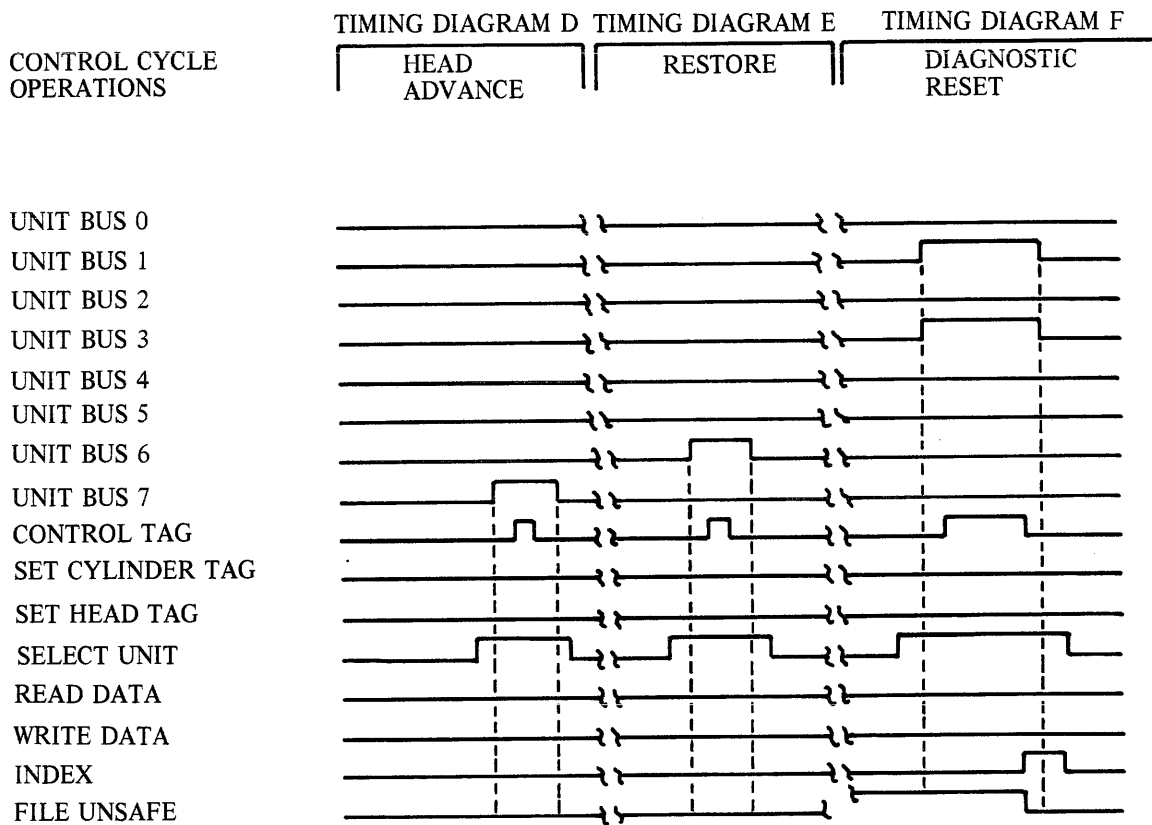 TIMING DIAGRAM D TIMING DIAGRAM E TIMING DIAGRAM F
CONTROL CYCLE
OPERATIONS
HEAD
ADVANCE
RESTORE
DIAGNOSTIC
RESET
UNIT BUS 0
UNIT BUS 1
UNIT BUS 2
UNIT BUS 3
UNIT BUS 4
UNIT BUS 5
UNIT BUS 6
UNIT BUS 7
CONTROL TAG
SET CYLINDER TAG
SET HEAD TAG
SELECT UNIT
READ DATA
WRITE DATA
INDEX
FILE UNSAFE